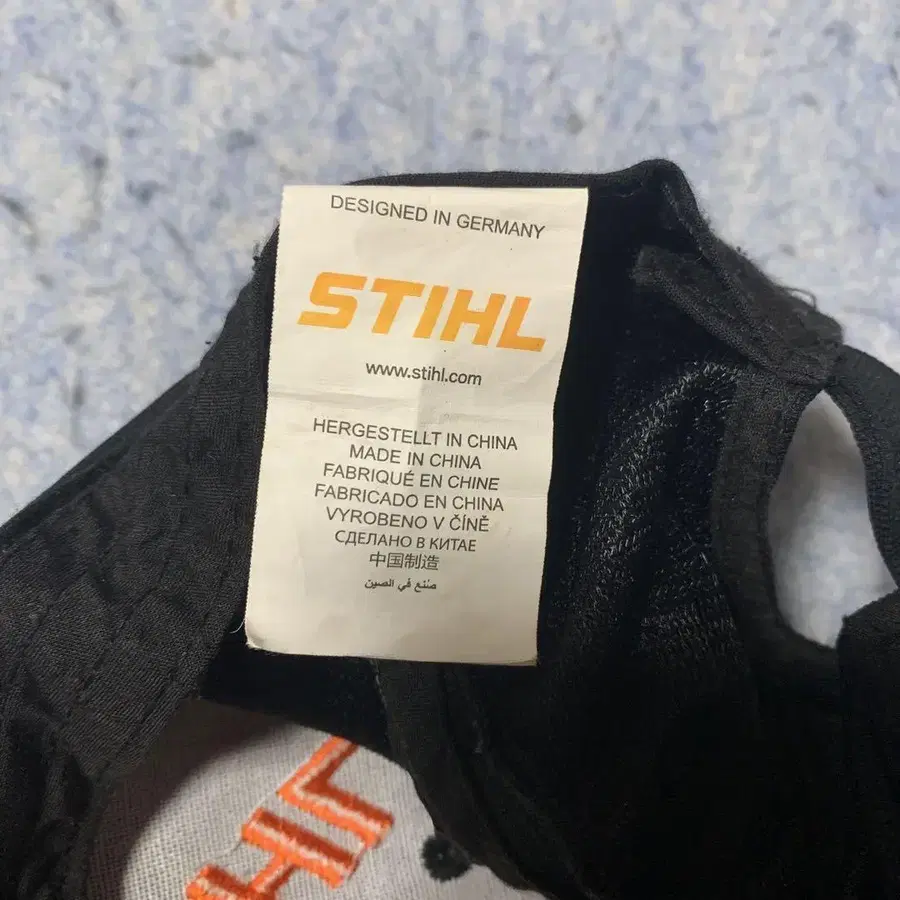 DESIGNED IN GERMANY
STIHL
www.stihl.com
HERGESTELLT IN CHINA
MADE IN CHINA
FABRIQUÉ EN CHINE
FABRICADO EN CHINA
VYROBENO V ČÍNĚ
СДЕЛАНО В КИТАЕ
中国制造
صنع في الصين
HL